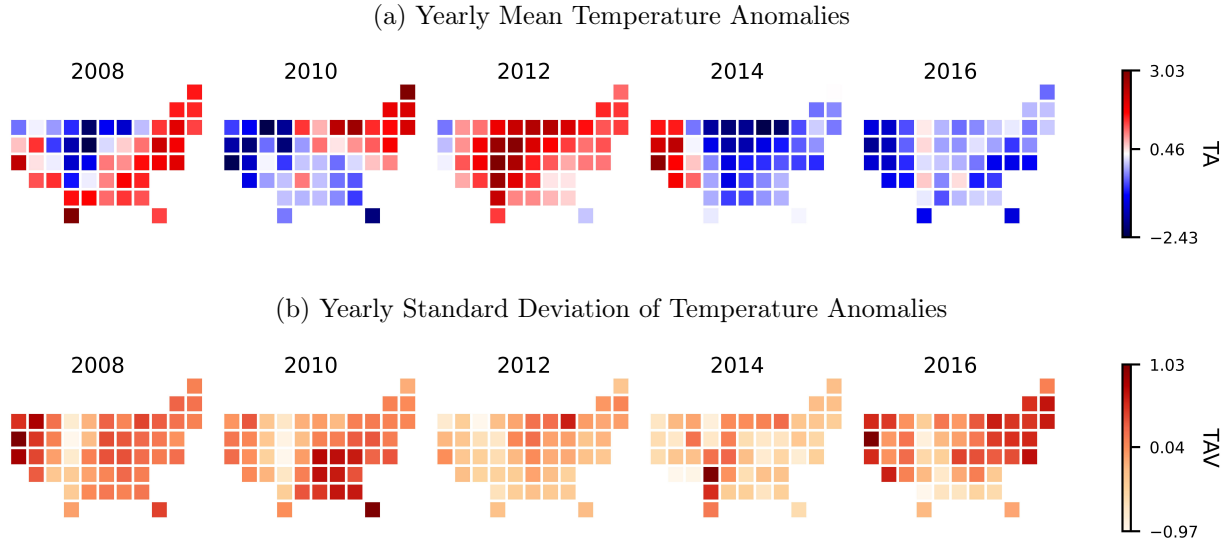 (a) Yearly Mean Temperature Anomalies
2008 2010 2012 2014 2016
3.03
0.46
−2.43
TA
(b) Yearly Standard Deviation of Temperature Anomalies
2008 2010 2012 2014 2016
1.03
0.04
−0.97
TAV